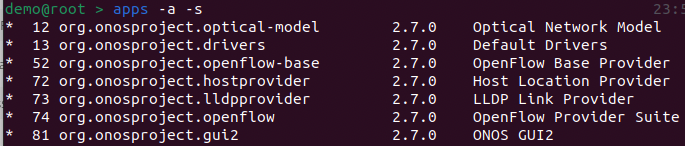 demo@root > apps -a -s 23:5
* 12 org.onosproject.optical-model 2.7.0 Optical Network Model
* 13 org.onosproject.drivers 2.7.0 Default Drivers
* 52 org.onosproject.openflow-base 2.7.0 OpenFlow Base Provider
* 72 org.onosproject.hostprovider 2.7.0 Host Location Provider
* 73 org.onosproject.lldpprovider 2.7.0 LLDP Link Provider
* 74 org.onosproject.openflow 2.7.0 OpenFlow Provider Suite
* 81 org.onosproject.gui2 2.7.0 ONOS GUI2